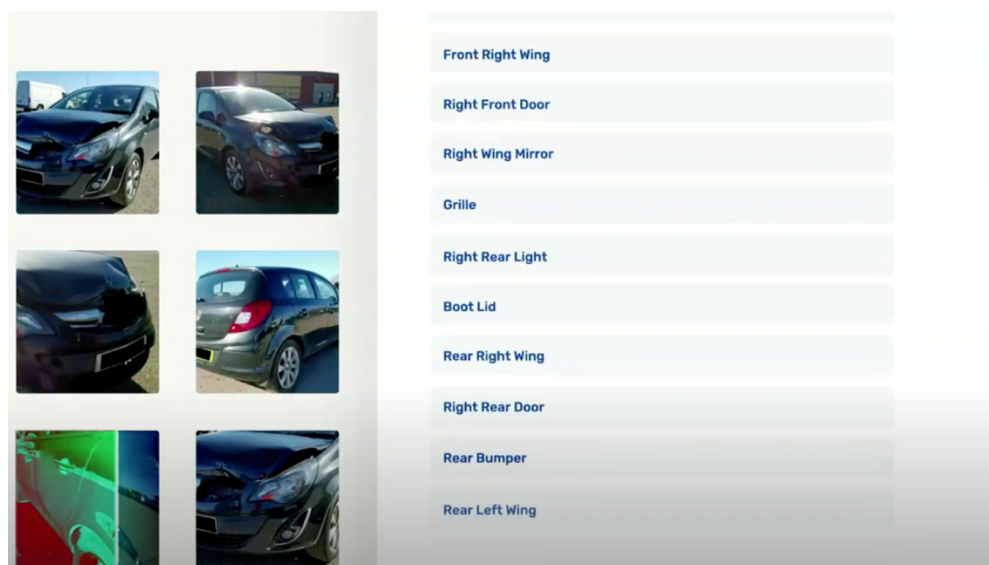 Front Right Wing
Right Front Door
Right Wing Mirror
Grille
Right Rear Light
Boot Lid
Rear Right Wing
Right Rear Door
Rear Bumper
Rear Left Wing